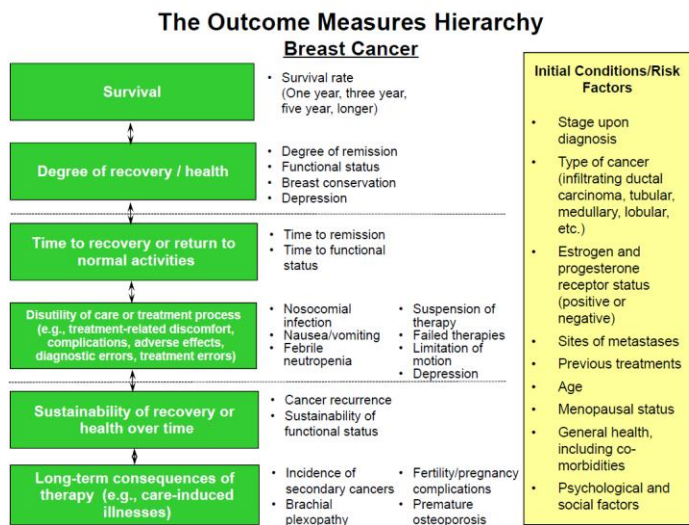 The Outcome Measures Hierarchy
Breast Cancer
Survival
• Survival rate
(One year, three year,
five year, longer)
Degree of recovery / health
• Degree of remission
• Functional status
• Breast conservation
• Depression
Time to recovery or return to
normal activities
• Time to remission
• Time to functional
status
Disutility of care or treatment process
(e.g., treatment-related discomfort,
complications, adverse effects,
diagnostic errors, treatment errors)
• Nosocomial
infection
• Nausea/vomiting
• Febrile
neutropenia
• Suspension of
therapy
• Failed therapies
• Limitation of
motion
• Depression
Sustainability of recovery or
health over time
• Cancer recurrence
• Sustainability of
functional status
Long-term consequences of
therapy (e.g., care-induced
illnesses)
• Incidence of
secondary cancers
• Brachial
plexopathy
• Fertility/pregnancy
complications
• Premature
osteoporosis
Initial Conditions/Risk
Factors
• Stage upon
diagnosis
• Type of cancer
(infiltrating ductal
carcinoma, tubular,
medullary, lobular,
etc.)
• Estrogen and
progesterone
receptor status
(positive or
negative)
• Sites of metastases
• Previous treatments
• Age
• Menopausal status
• General health,
including co-
morbidities
• Psychological and
social factors